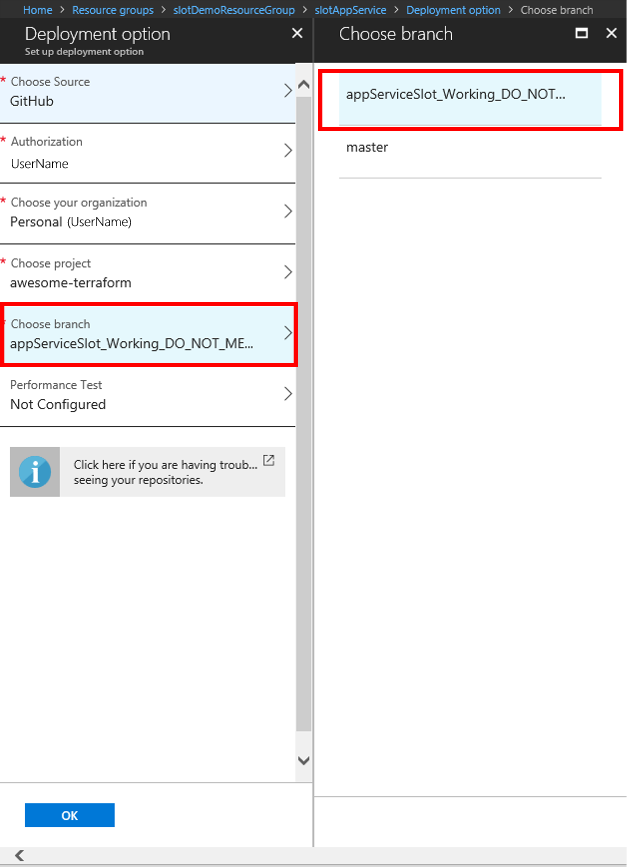 Home > Resource groups > slotDemoResourceGroup > slotAppService > Deployment option > Choose branch
Deployment option
Set up deployment option
* Choose Source
GitHub
* Authorization
UserName
* Choose your organization
Personal (UserName)
* Choose project
awesome-terraform
* Choose branch
appServiceSlot_Working_DO_NOT_ME...
Performance Test
Not Configured
Click here if you are having troub...
seeing your repositories.
OK
Choose branch
appServiceSlot_Working_DO_NOT...
master